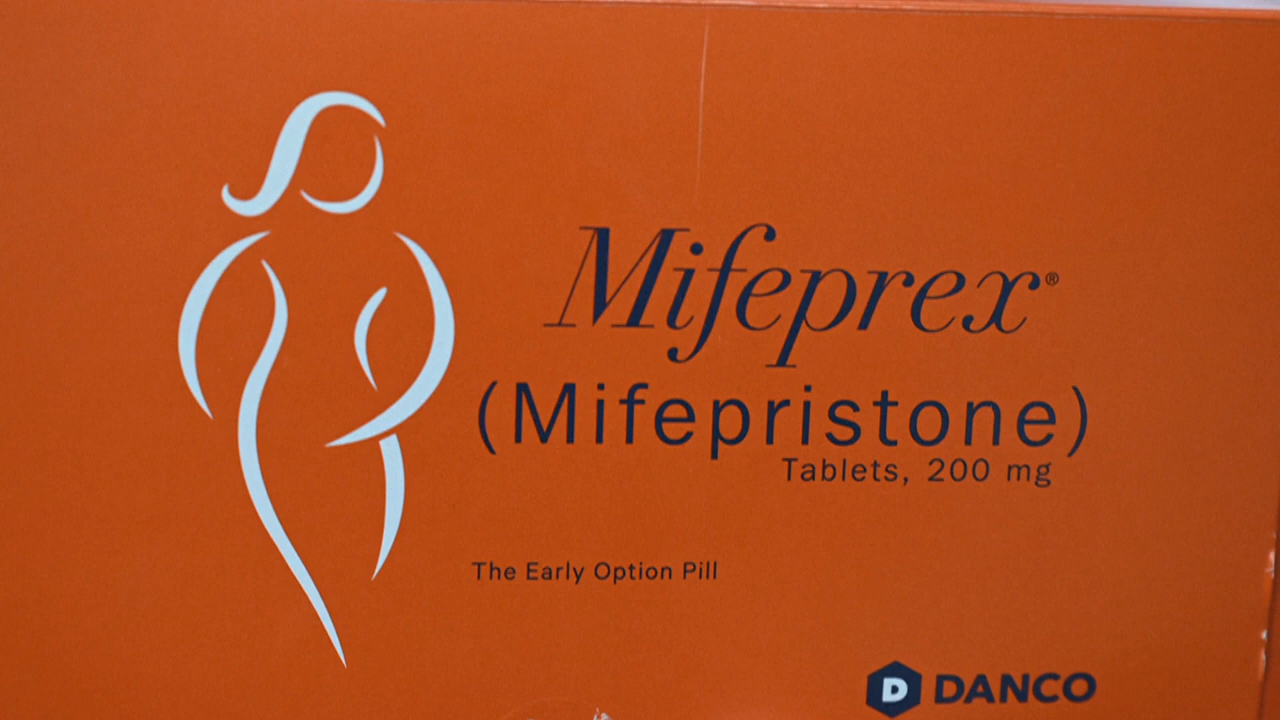 Mifeprex®
(Mifepristone)
Tablets, 200 mg
The Early Option Pill
D DANCO